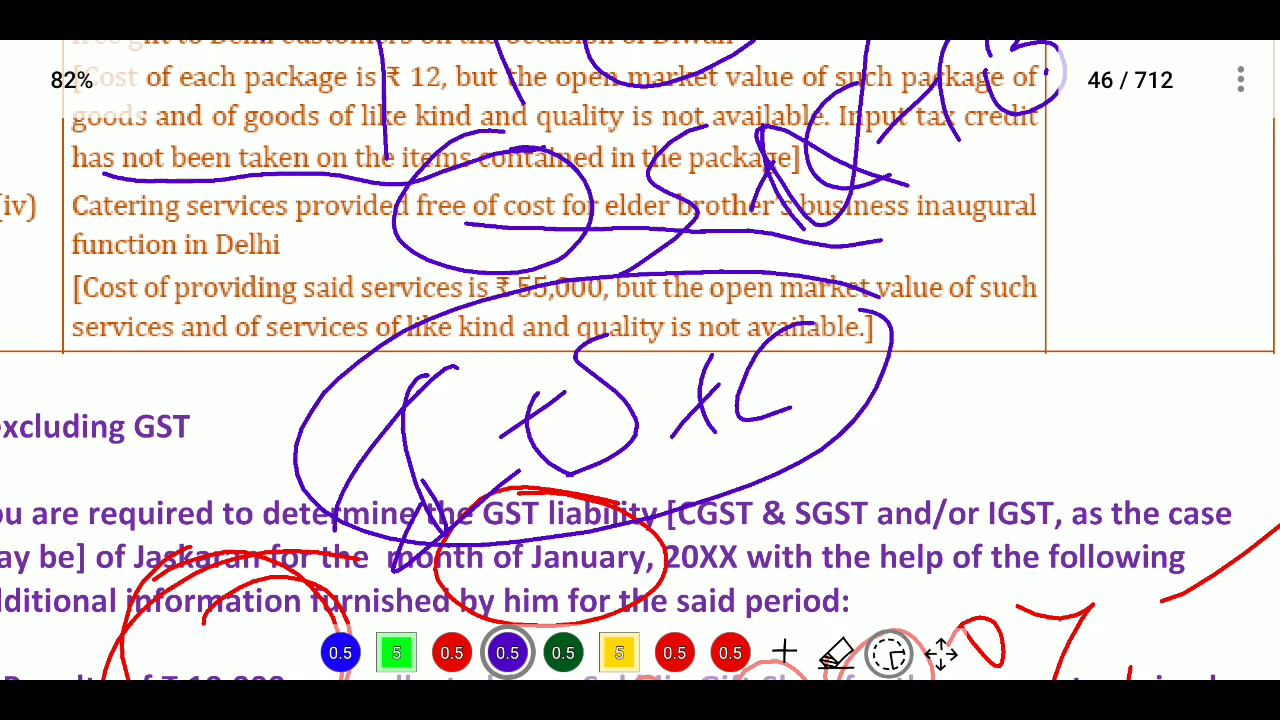 [Cost of each package is ₹ 12, but the open market value of such package of
82%
46 / 712
goods and of goods of like kind and quality is not available. Input tax credit
has not been taken on the items contained in the package]
(iv) Catering services provided free of cost for elder brother's business inaugural
function in Delhi
[Cost of providing said services is ₹ 55,000, but the open market value of such
services and of services of like kind and quality is not available.]
excluding GST
ou are required to determine the GST liability [CGST & SGST and/or IGST, as the case
ay be] of Jaskaran for the month of January, 20XX with the help of the following
dditional information furnished by him for the said period:
0.5 5 0.5 0.5 0.5 5 0.5 0.5